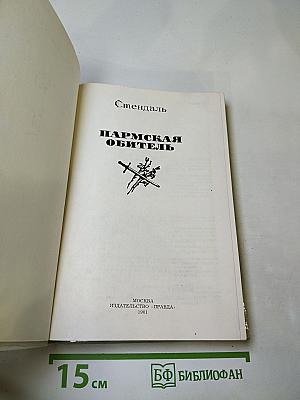 Стендаль
ПАРМСКАЯ
ОБИТЕЛЬ
МОСКВА
ИЗДАТЕЛЬСТВО «ПРАВДА»
1981
15 см
БФ БИБЛИОФАН